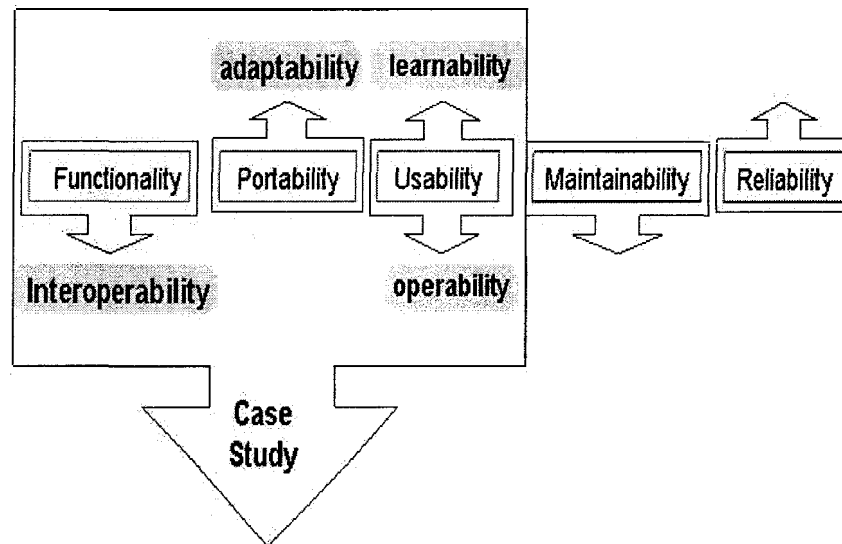 adaptability learnability
Functionality Portability Usability Maintainability Reliability
Interoperability operability
Case
Study